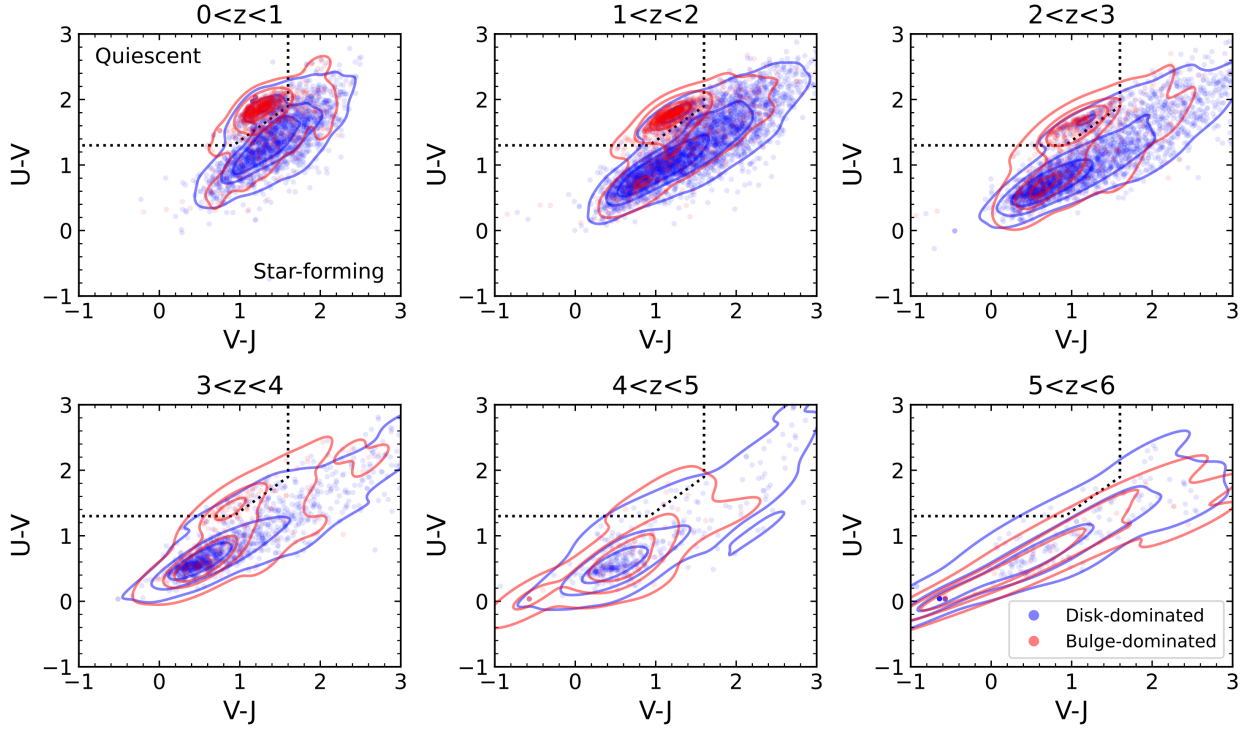 0<z<1
1<z<2
2<z<3
3
2
1
0
−1
U-V
Quiescent
Star-forming
−1 0 1 2 3
V-J
3
2
1
0
−1
U-V
−1 0 1 2 3
V-J
3
2
1
0
−1
U-V
−1 0 1 2 3
V-J
3<z<4
4<z<5
5<z<6
3
2
1
0
−1
U-V
−1 0 1 2 3
V-J
3
2
1
0
−1
U-V
−1 0 1 2 3
V-J
3
2
1
0
−1
U-V
Disk-dominated
Bulge-dominated
−1 0 1 2 3
V-J